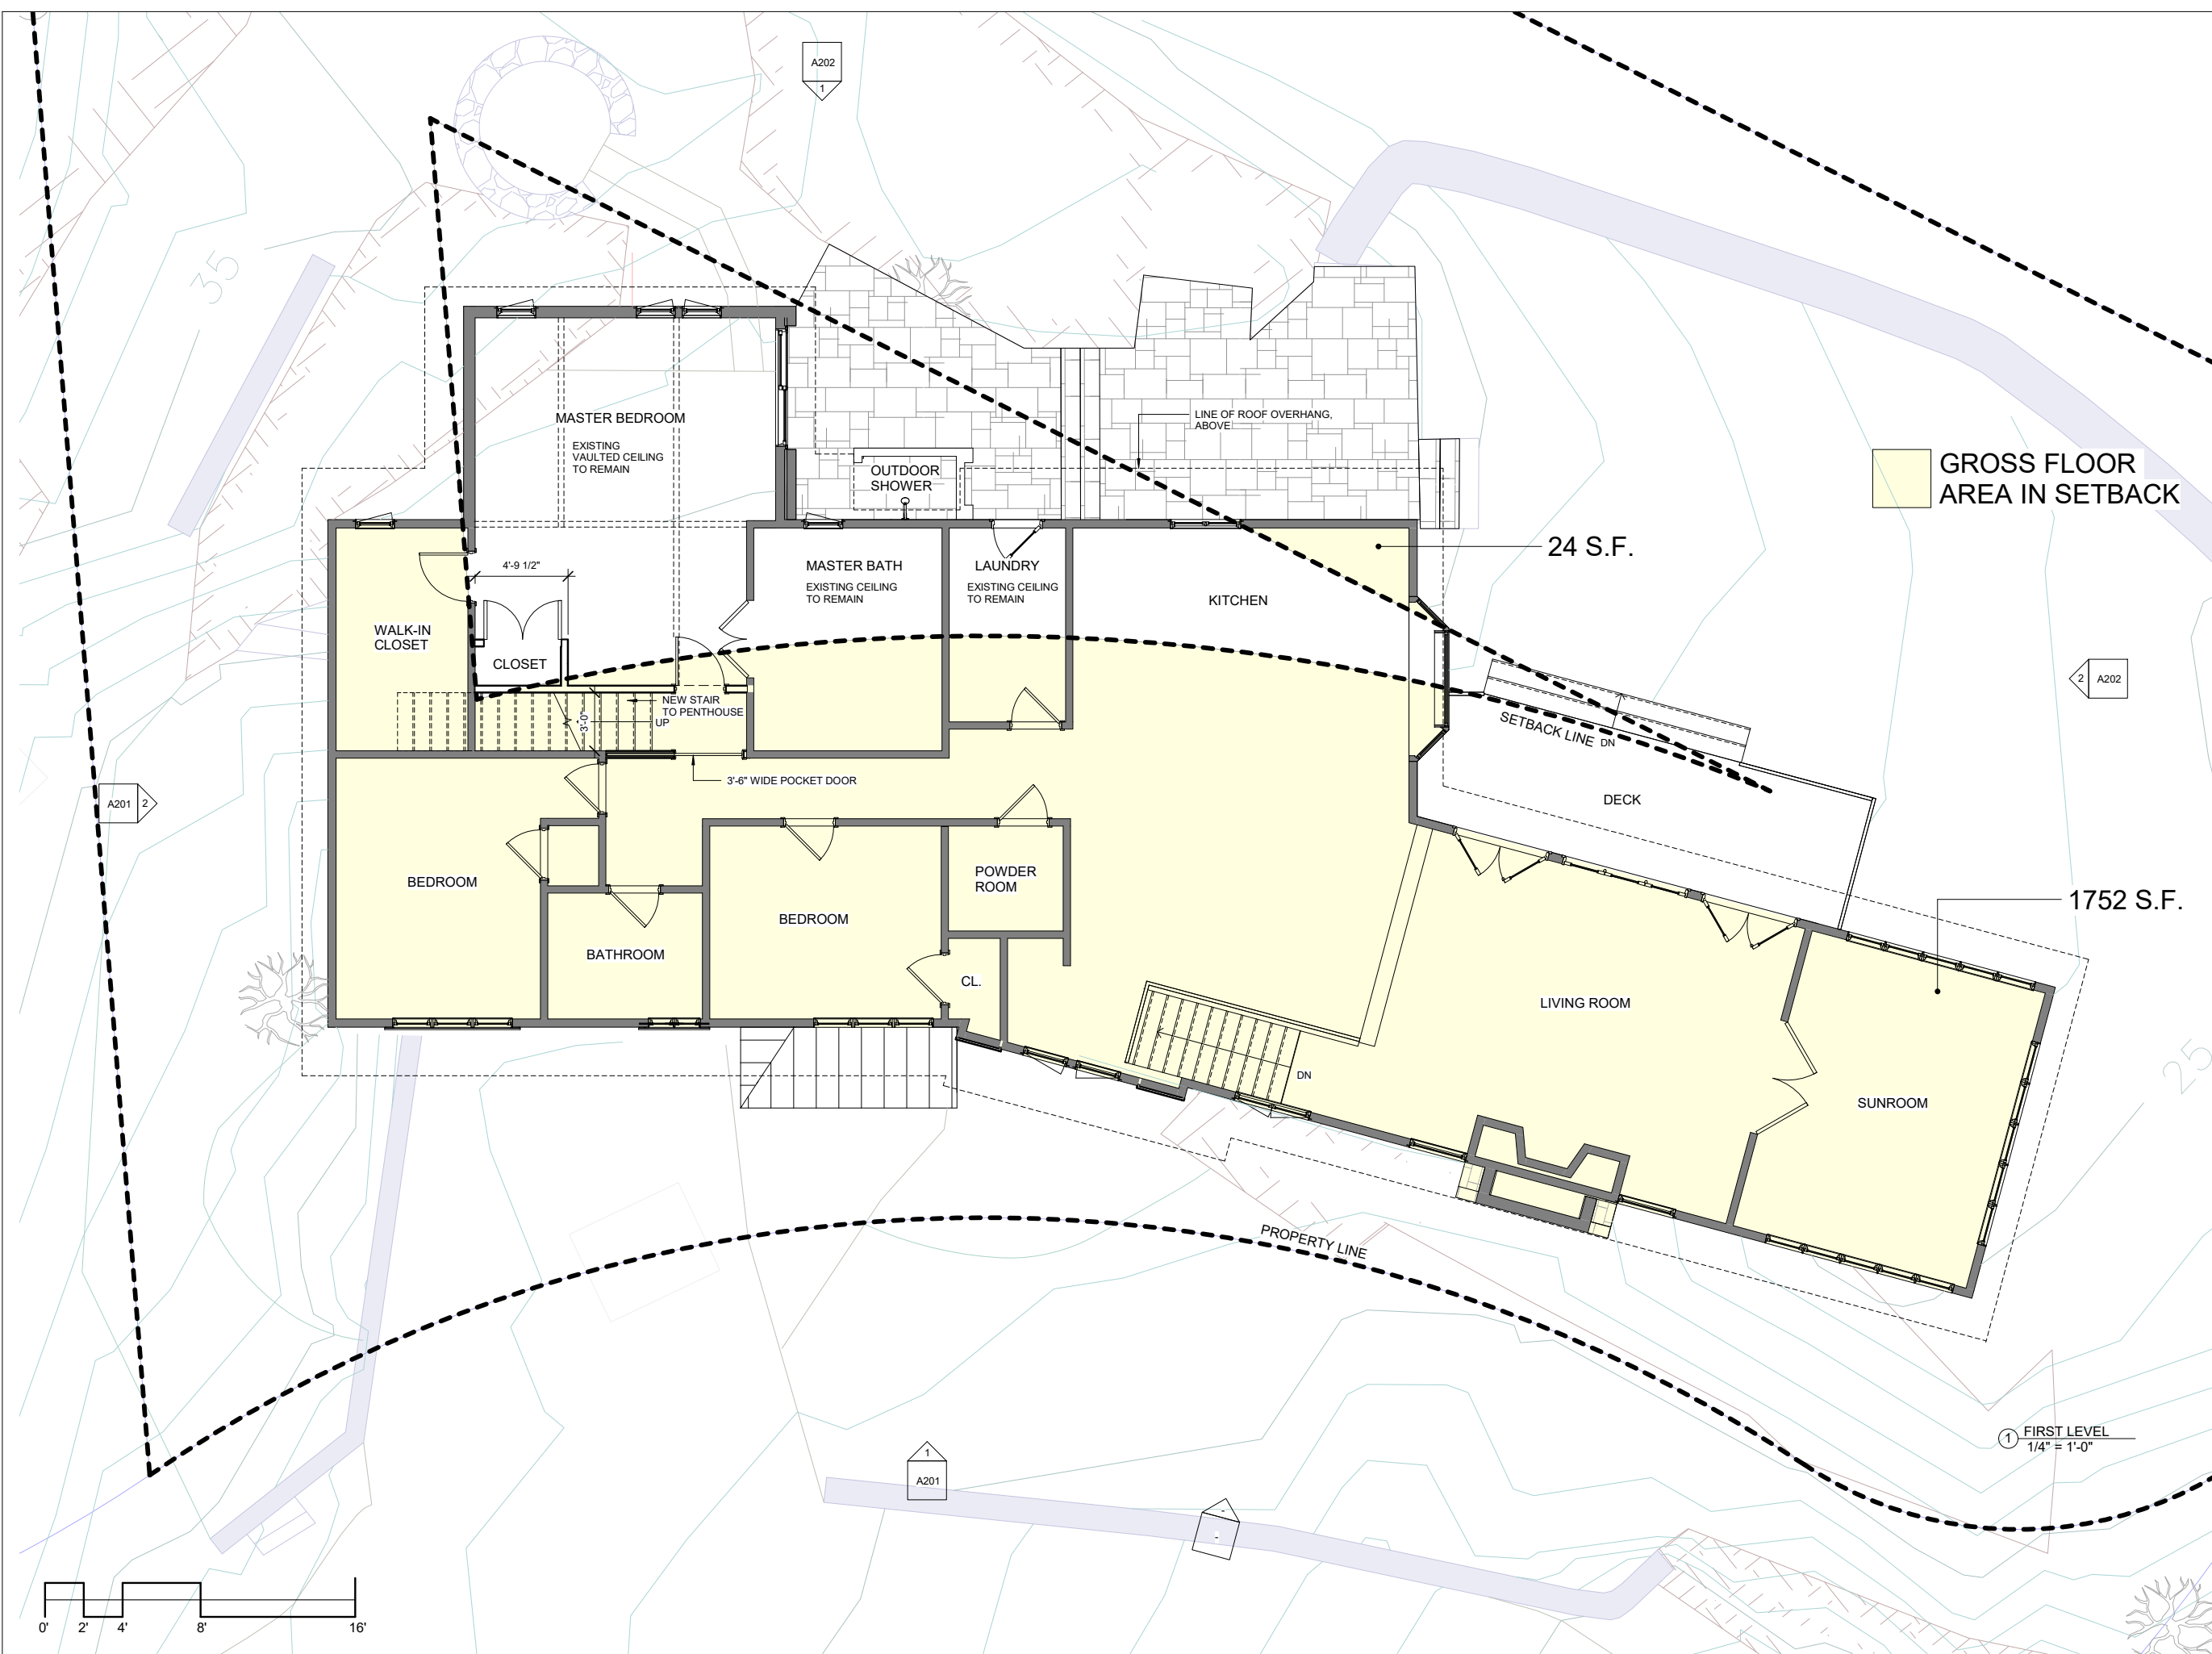 A202
1
35
MASTER BEDROOM
EXISTING
VAULTED CEILING
TO REMAIN
LINE OF ROOF OVERHANG,
ABOVE
OUTDOOR
SHOWER
GROSS FLOOR
AREA IN SETBACK
24 S.F.
4'-9 1/2"
MASTER BATH
EXISTING CEILING
TO REMAIN
LAUNDRY
EXISTING CEILING
TO REMAIN
KITCHEN
WALK-IN
CLOSET
CLOSET
2 A202
NEW STAIR
TO PENTHOUSE
UP
3'-0"
SETBACK LINE
DN
3'-6" WIDE POCKET DOOR
A201 2
DECK
BEDROOM
POWDER
ROOM
1752 S.F.
BEDROOM
BATHROOM
CL.
LIVING ROOM
DN
25
SUNROOM
PROPERTY LINE
1 FIRST LEVEL
1/4" = 1'-0"
1
A201
-
-
0' 2' 4' 8' 16'